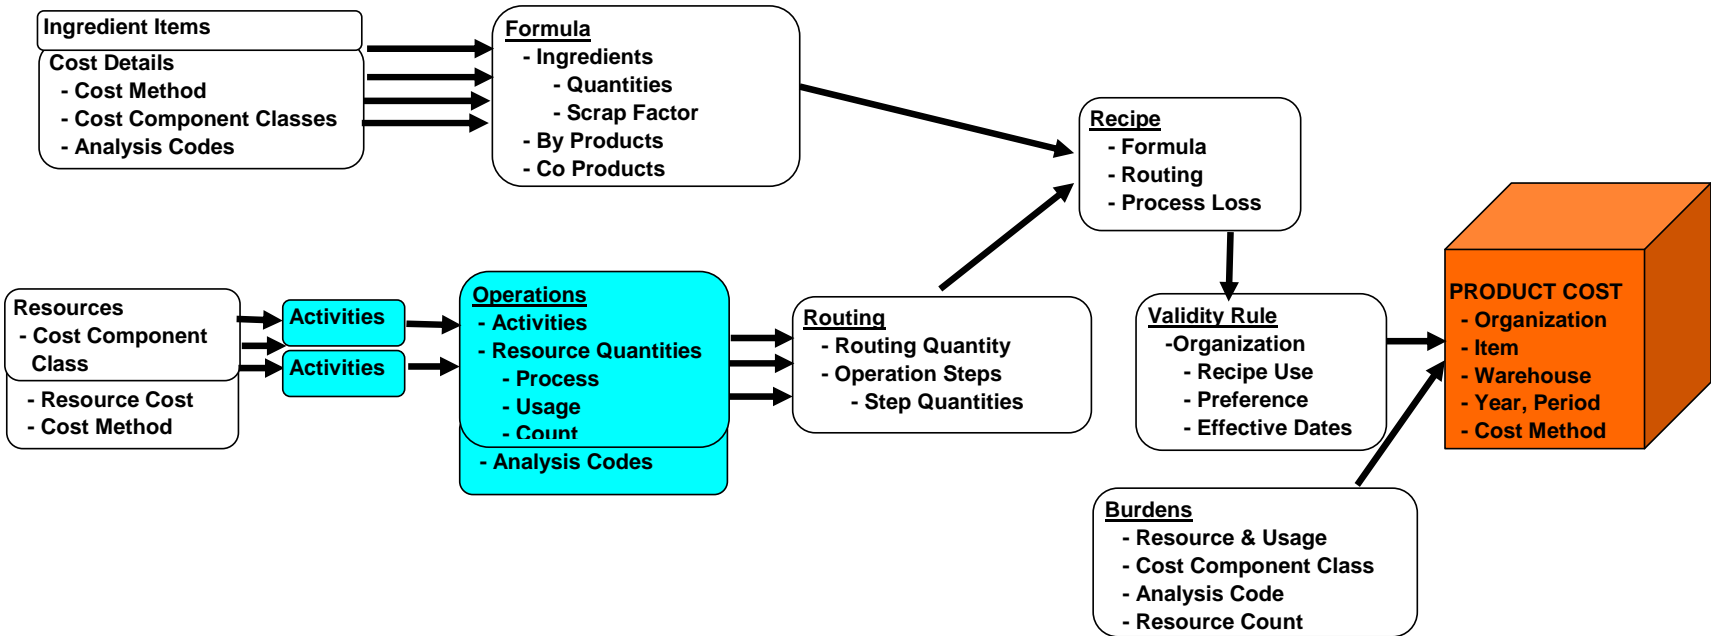 Ingredient Items
Cost Details
- Cost Method
- Cost Component Classes
- Analysis Codes
Formula
- Ingredients
- Quantities
- Scrap Factor
- By Products
- Co Products
Recipe
- Formula
- Routing
- Process Loss
Resources
- Cost Component
Class
- Resource Cost
- Cost Method
Activities
Activities
Operations
- Activities
- Resource Quantities
- Process
- Usage
- Count
- Analysis Codes
Routing
- Routing Quantity
- Operation Steps
- Step Quantities
Validity Rule
-Organization
- Recipe Use
- Preference
- Effective Dates
PRODUCT COST
- Organization
- Item
- Warehouse
- Year, Period
- Cost Method
Burdens
- Resource & Usage
- Cost Component Class
- Analysis Code
- Resource Count